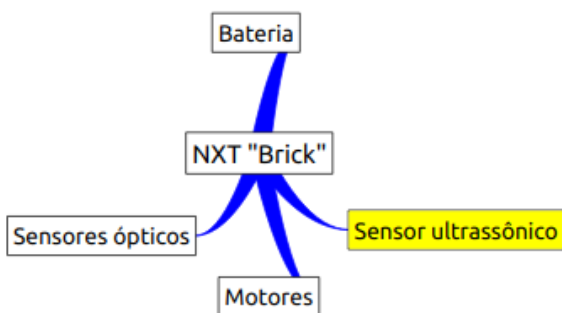 Bateria
NXT "Brick"
Sensores ópticos
Sensor ultrassônico
Motores